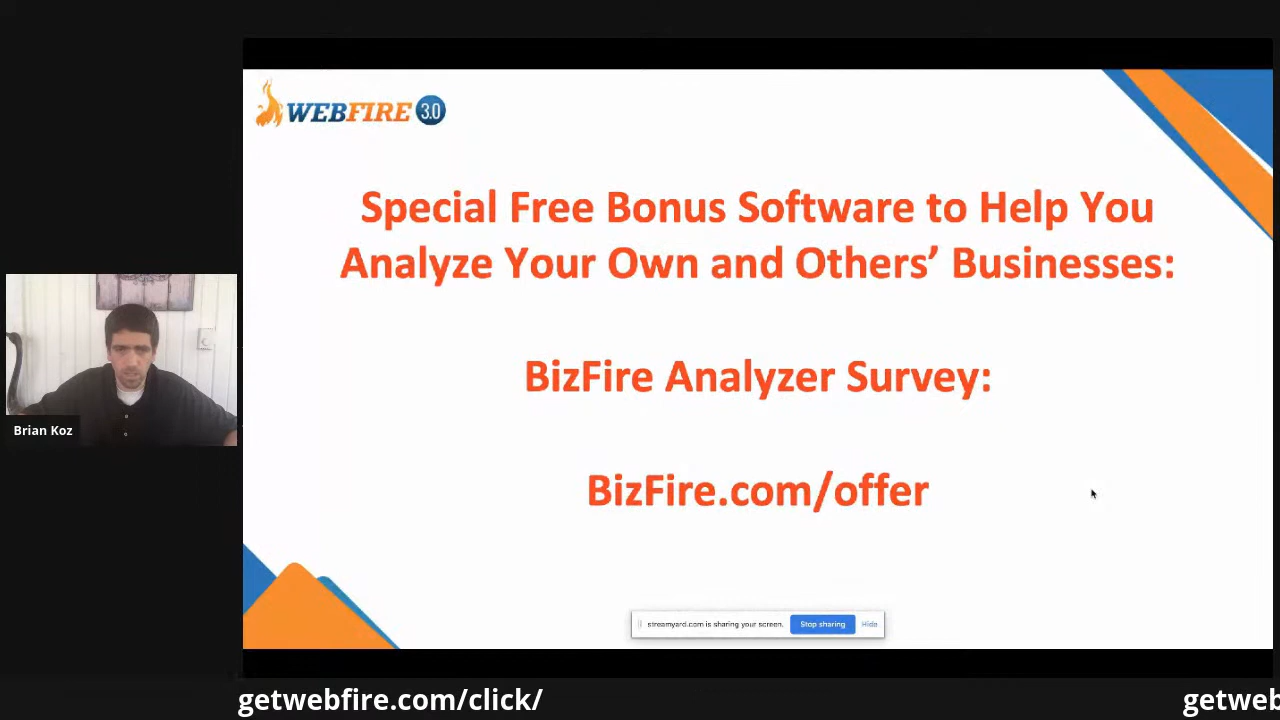 WEBFIRE 3.0
Special Free Bonus Software to Help You
Analyze Your Own and Others’ Businesses:
BizFire Analyzer Survey:
BizFire.com/offer
Brian Koz
streamyard.com is sharing your screen. Stop sharing Hide
getwebfire.com/click/ getweb